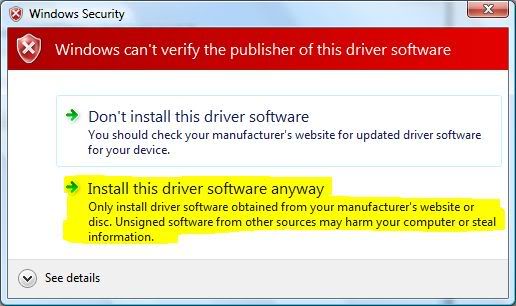 Windows Security
Windows can't verify the publisher of this driver software
Don't install this driver software
You should check your manufacturer's website for updated driver software
for your device.
Install this driver software anyway
Only install driver software obtained from your manufacturer's website or
disc. Unsigned software from other sources may harm your computer or steal
information.
See details